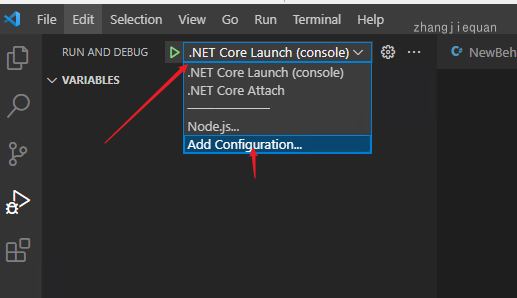 File Edit Selection View Go Run Terminal
zhangjiequan
RUN AND DEBUG .NET Core Launch (console) NewBeh
VARIABLES
.NET Core Launch (console)
.NET Core Attach
Node.js...
Add Configuration...